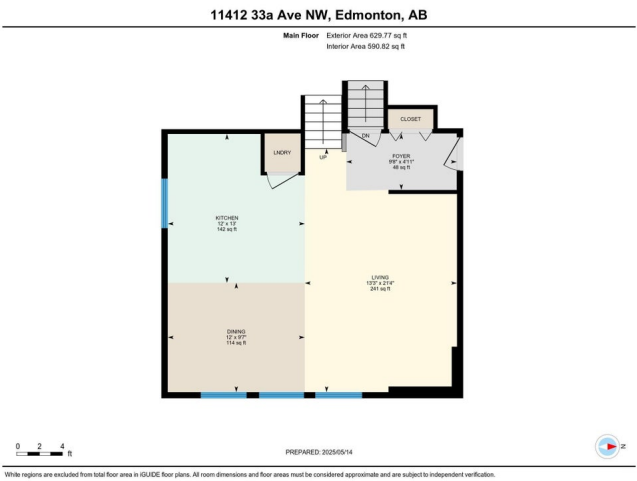 11412 33a Ave NW, Edmonton, AB
Main Floor Exterior Area 629.77 sq ft
Interior Area 590.82 sq ft
CLOSET
DN
LNDRY
UP
FOYER
9'8" x 4'11"
46 sq ft
KITCHEN
12' x 13'
142 sq ft
LIVING
13'3" x 21'4"
241 sq ft
DINING
12' x 9'7"
114 sq ft
0 2 4
ft
PREPARED: 2025/05/14
N
White regions are excluded from total floor area in iGUIDE floor plans. All room dimensions and floor areas must be considered approximate and are subject to independent verification.